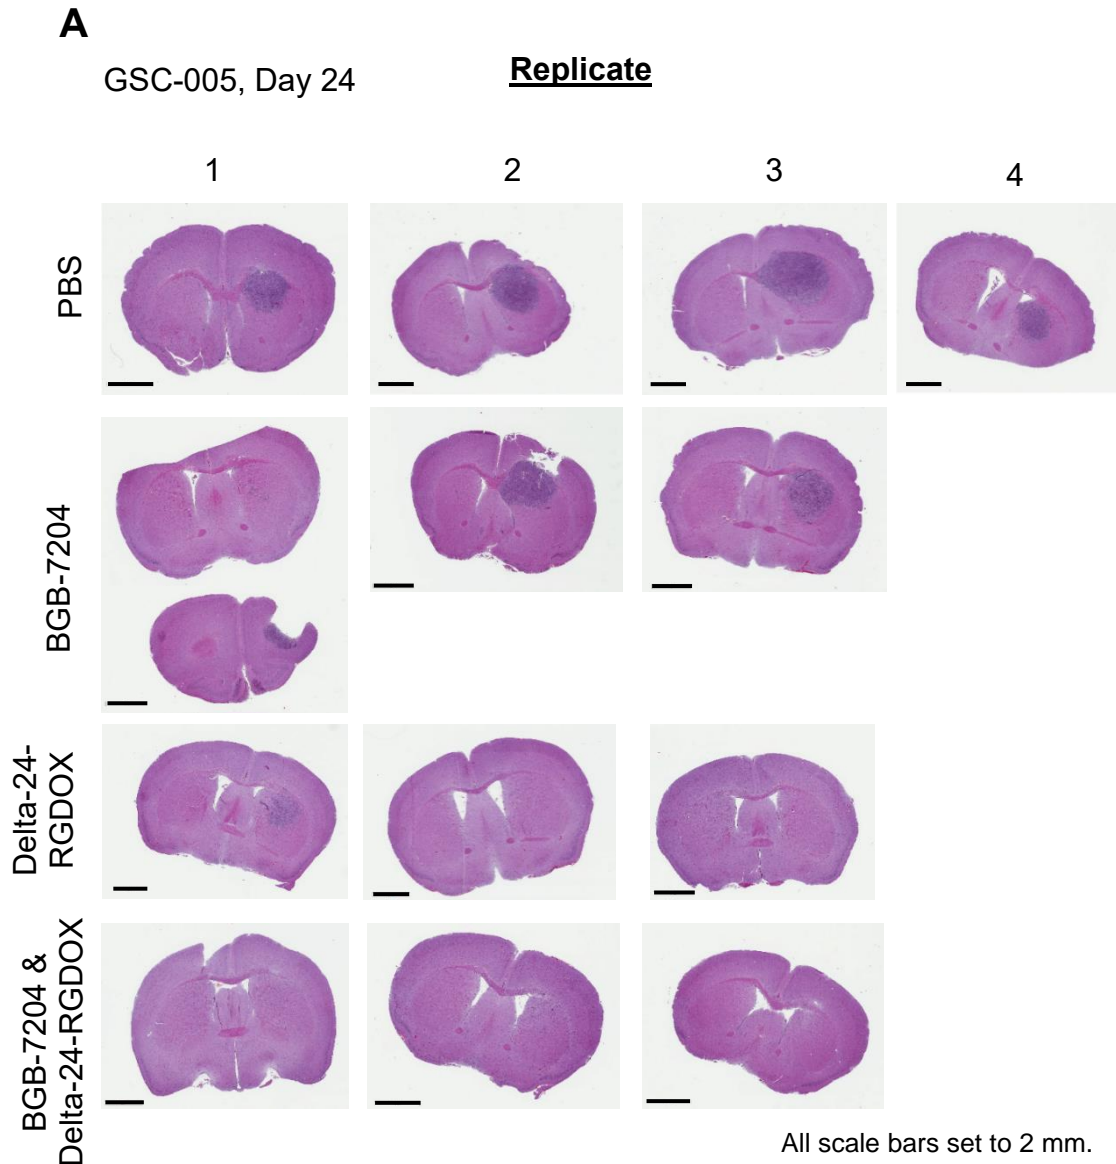 A
GSC-005, Day 24
Replicate
1 2 3 4
PBS
BGB-7204
Delta-24-
RGDOX
BGB-7204 &
Delta-24-RGDOX
All scale bars set to 2 mm.